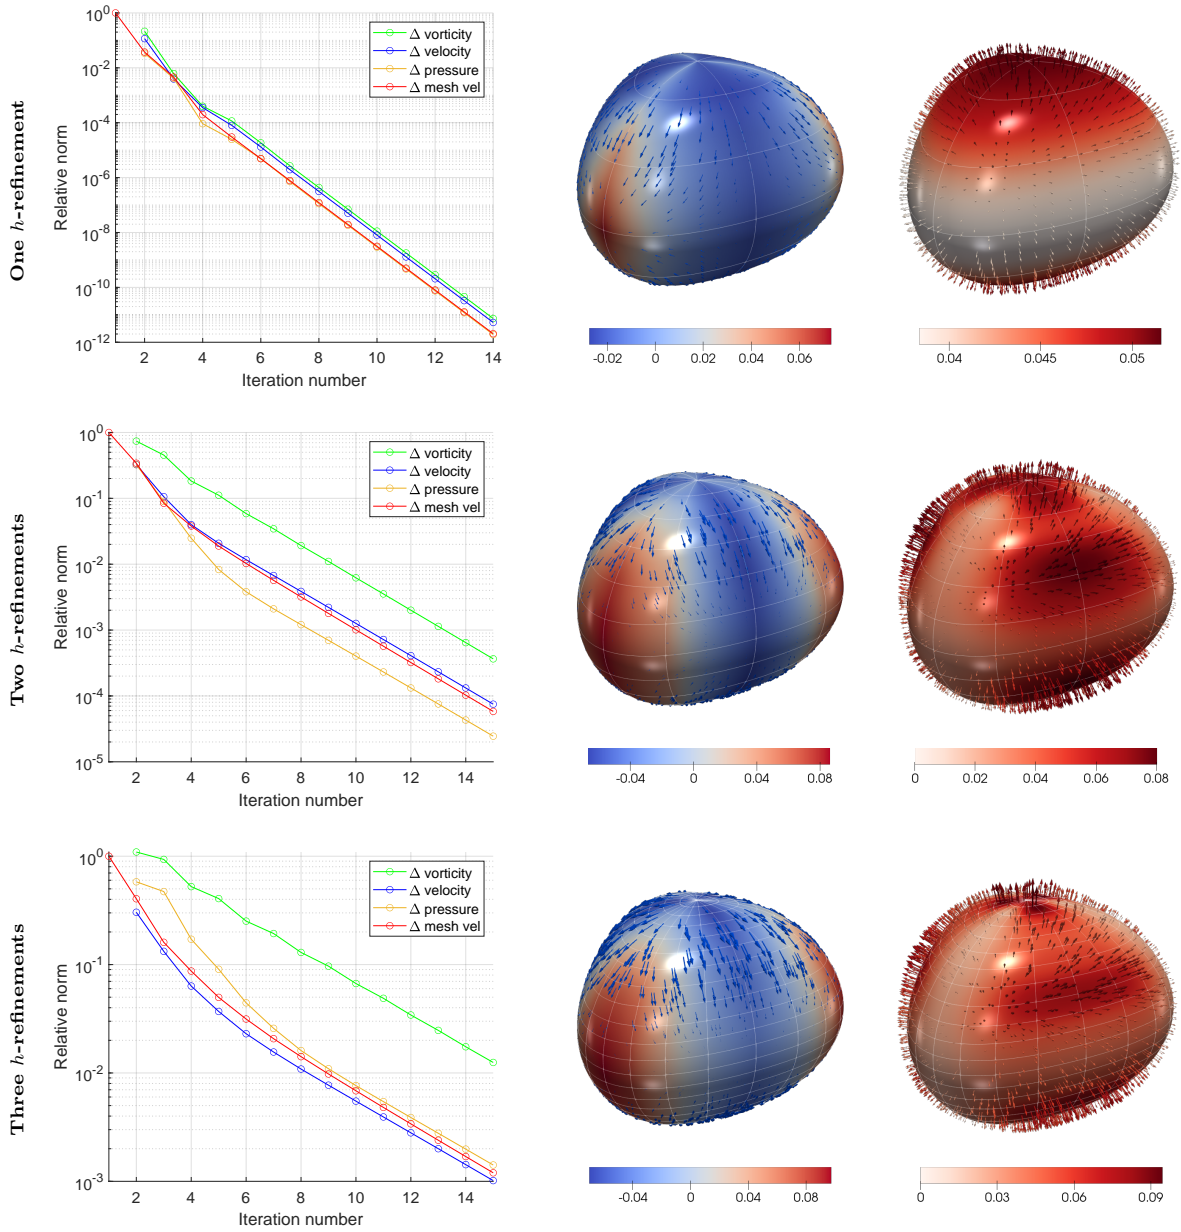 One h-refinement
Relative norm
10^0
10^-2
10^-4
10^-6
10^-8
10^-10
10^-12
2 4 6 8 10 12 14
Iteration number
Δ vorticity
Δ velocity
Δ pressure
Δ mesh vel
-0.02 0 0.02 0.04 0.06
0.04 0.045 0.05
Two h-refinements
Relative norm
10^0
10^-1
10^-2
10^-3
10^-4
10^-5
2 4 6 8 10 12 14
Iteration number
Δ vorticity
Δ velocity
Δ pressure
Δ mesh vel
-0.04 0 0.04 0.08
0 0.02 0.04 0.06 0.08
Three h-refinements
Relative norm
10^0
10^-1
10^-2
10^-3
2 4 6 8 10 12 14
Iteration number
Δ vorticity
Δ velocity
Δ pressure
Δ mesh vel
-0.04 0 0.04 0.08
0 0.03 0.06 0.09